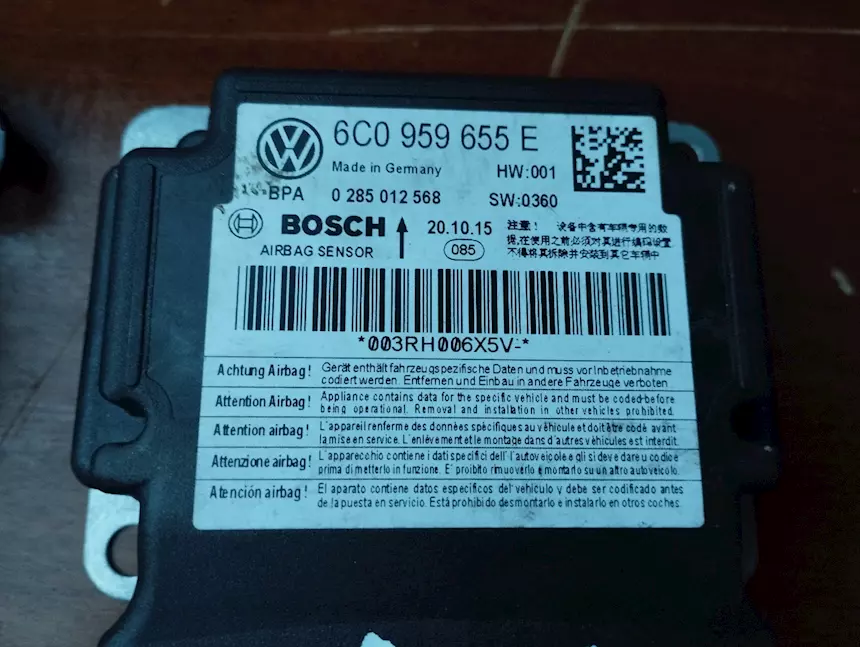 6C0 959 655 E
Made in Germany HW:001
BPA 0 285 012 568 SW:0360
BOSCH 20.10.15 注意! 设备中含有车辆专用的数
AIRBAG SENSOR 085 据,在使用之前必须对其进行编码设置
不得将其拆除并安装到其它车辆中
*003RH006X5V-*
Achtung Airbag! Gerät enthält fahrzeugspezifische Daten und muss vor Inbetriebnahme
codiert werden. Entfernen und Einbau in andere Fahrzeuge verboten
Attention Airbag! Appliance contains data for the specific vehicle and must be coded before
being operational. Removal and installation in other vehicles prohibited.
Attention airbag! L'appareil renferme des données spécifiques au véhicule et doit être codé avant
la mise en service. L'enlèvement et le montage dans d'autres véhicules est interdit.
Attenzione airbag! L'apparecchio contiene i dati specifici dell'autoveicolo e gli si deve dare u codice
prima di metterlo in funzione. E' proibito rimuoverlo e montarlo su un altro autoveicolo.
Atención airbag! El aparato contiene datos especificos del vehiculo y debe ser codificado antes
de la puesta en servicio. Está prohibido desmontarlo e instalarlo en otros coches.